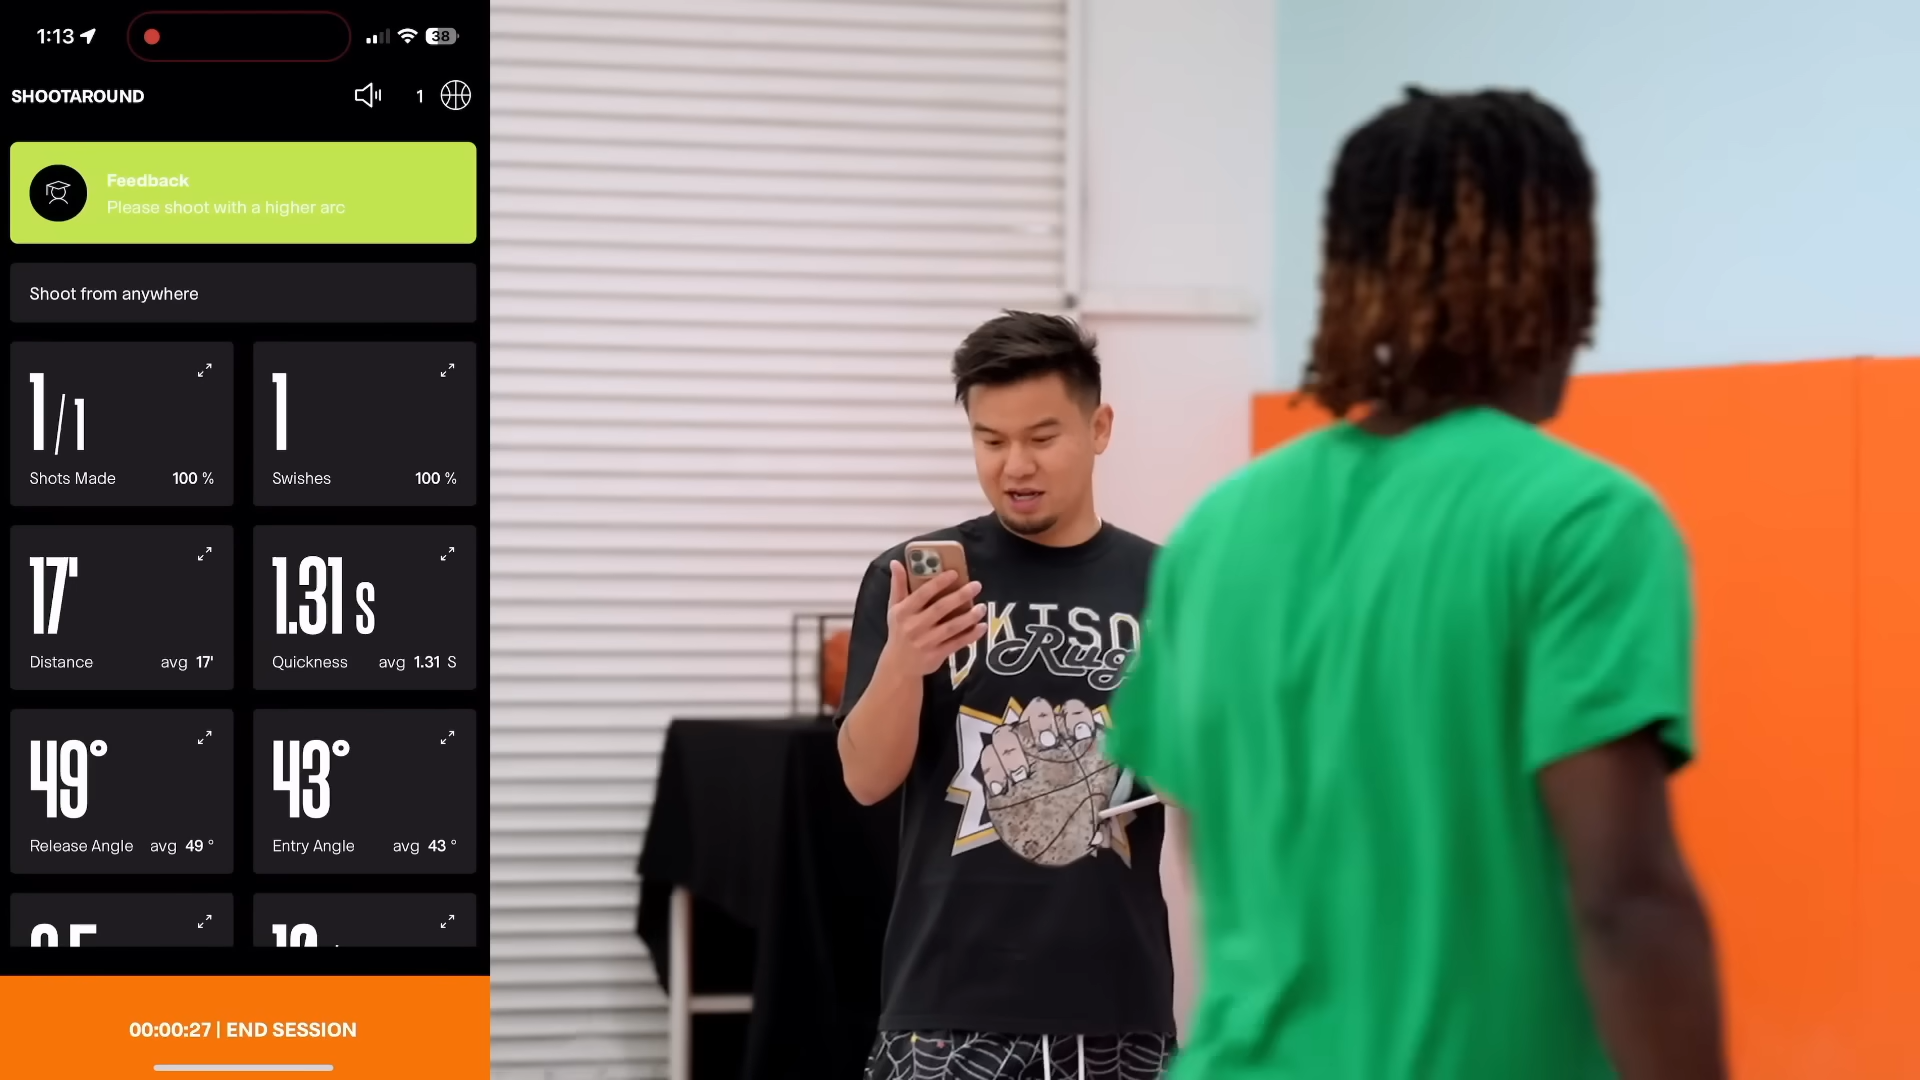 1:13
38
SHOOTAROUND
1
Feedback
Please shoot with a higher arc
Shoot from anywhere
1/1
Shots Made 100 %
1
Swishes 100 %
17'
Distance avg 17'
1.31 S
Quickness avg 1.31 S
49°
Release Angle avg 49 °
43°
Entry Angle avg 43 °
00:00:27 | END SESSION
Rug